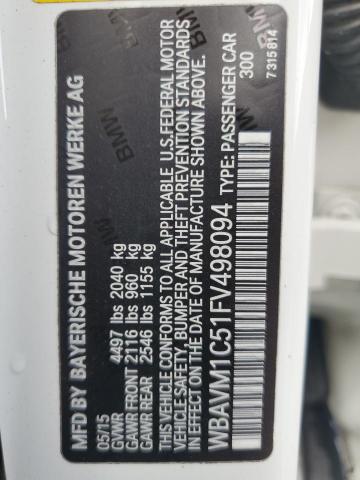 MFD BY BAYERISCHE MOTOREN WERKE AG
05/15
GVWR 4497 lbs 2040 kg
GAWR FRONT 2116 lbs 960 kg
GAWR REAR 2546 lbs 1155 kg
THIS VEHICLE CONFORMS TO ALL APPLICABLE U.S. FEDERAL MOTOR
VEHICLE SAFETY, BUMPER AND THEFT PREVENTION STANDARDS
IN EFFECT ON THE DATE OF MANUFACTURE SHOWN ABOVE.
WBAVM1C51FV498094 TYPE: PASSENGER CAR
300
7 315 814
BMW
BMW
BMW